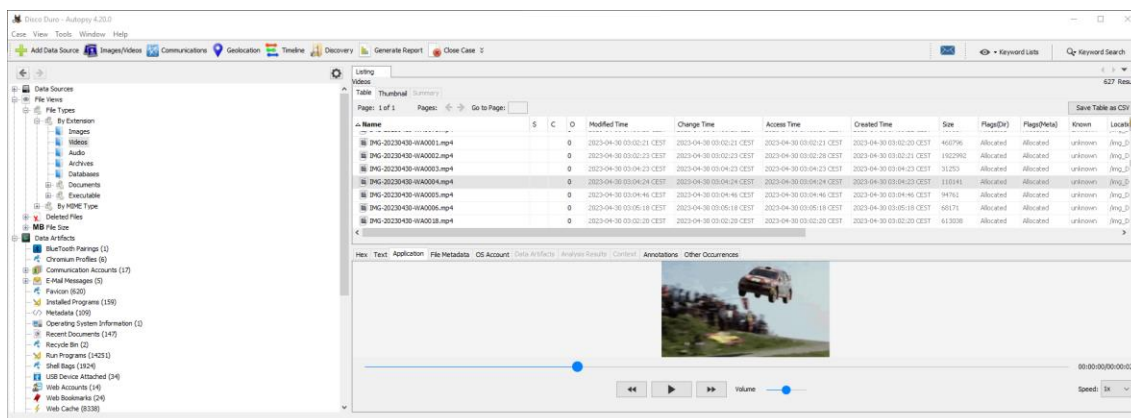 Disco Duro - Autopsy 4.20.0
Case View Tools Window Help
Add Data Source Images/Videos Communications Geolocation Timeline Discovery Generate Report Close Case Keyword Lists Keyword Search
Listing
Videos 627 Resu
Table Thumbnail Summary
Page: 1 of 1 Pages: Go to Page: Save Table as CSV
Name S C O Modified Time Change Time Access Time Created Time Size Flags(Dir) Flags(Meta) Known Locatio
IMG-20230430-WA0001.mp4 0 2023-04-30 03:02:21 CEST 2023-04-30 03:02:21 CEST 2023-04-30 03:02:21 CEST 2023-04-30 03:02:20 CEST 460796 Allocated Allocated unknown /img_D
IMG-20230430-WA0002.mp4 0 2023-04-30 03:02:23 CEST 2023-04-30 03:02:23 CEST 2023-04-30 03:02:28 CEST 2023-04-30 03:02:21 CEST 1922992 Allocated Allocated unknown /img_D
IMG-20230430-WA0003.mp4 0 2023-04-30 03:04:23 CEST 2023-04-30 03:04:23 CEST 2023-04-30 03:04:23 CEST 2023-04-30 03:04:23 CEST 31253 Allocated Allocated unknown /img_D
IMG-20230430-WA0004.mp4 0 2023-04-30 03:04:24 CEST 2023-04-30 03:04:24 CEST 2023-04-30 03:04:24 CEST 2023-04-30 03:04:23 CEST 110141 Allocated Allocated unknown /img_D
IMG-20230430-WA0005.mp4 0 2023-04-30 03:04:46 CEST 2023-04-30 03:04:46 CEST 2023-04-30 03:04:46 CEST 2023-04-30 03:04:46 CEST 94761 Allocated Allocated unknown /img_D
IMG-20230430-WA0006.mp4 0 2023-04-30 03:05:18 CEST 2023-04-30 03:05:18 CEST 2023-04-30 03:05:18 CEST 2023-04-30 03:05:18 CEST 68171 Allocated Allocated unknown /img_D
IMG-20230430-WA0018.mp4 0 2023-04-30 03:02:20 CEST 2023-04-30 03:02:20 CEST 2023-04-30 03:02:20 CEST 2023-04-30 03:02:20 CEST 613038 Allocated Allocated unknown /img_D
Hex Text Application File Metadata OS Account Data Artifacts Analysis Results Context Annotations Other Occurrences
Volume
Speed: 1x
Data Sources
File Views
File Types
By Extension
Images
Videos
Audio
Archives
Databases
Documents
Executable
By MIME Type
Deleted Files
MB File Size
Data Artifacts
BlueTooth Pairings (1)
Chromium Profiles (6)
Communication Accounts (17)
E-Mail Messages (5)
Favicon (620)
Installed Programs (159)
Metadata (109)
Operating System Information (1)
Recent Documents (147)
Recycle Bin (2)
Run Programs (14251)
Shell Bags (1924)
USB Device Attached (34)
Web Accounts (14)
Web Bookmarks (24)
Web Cache (8338)